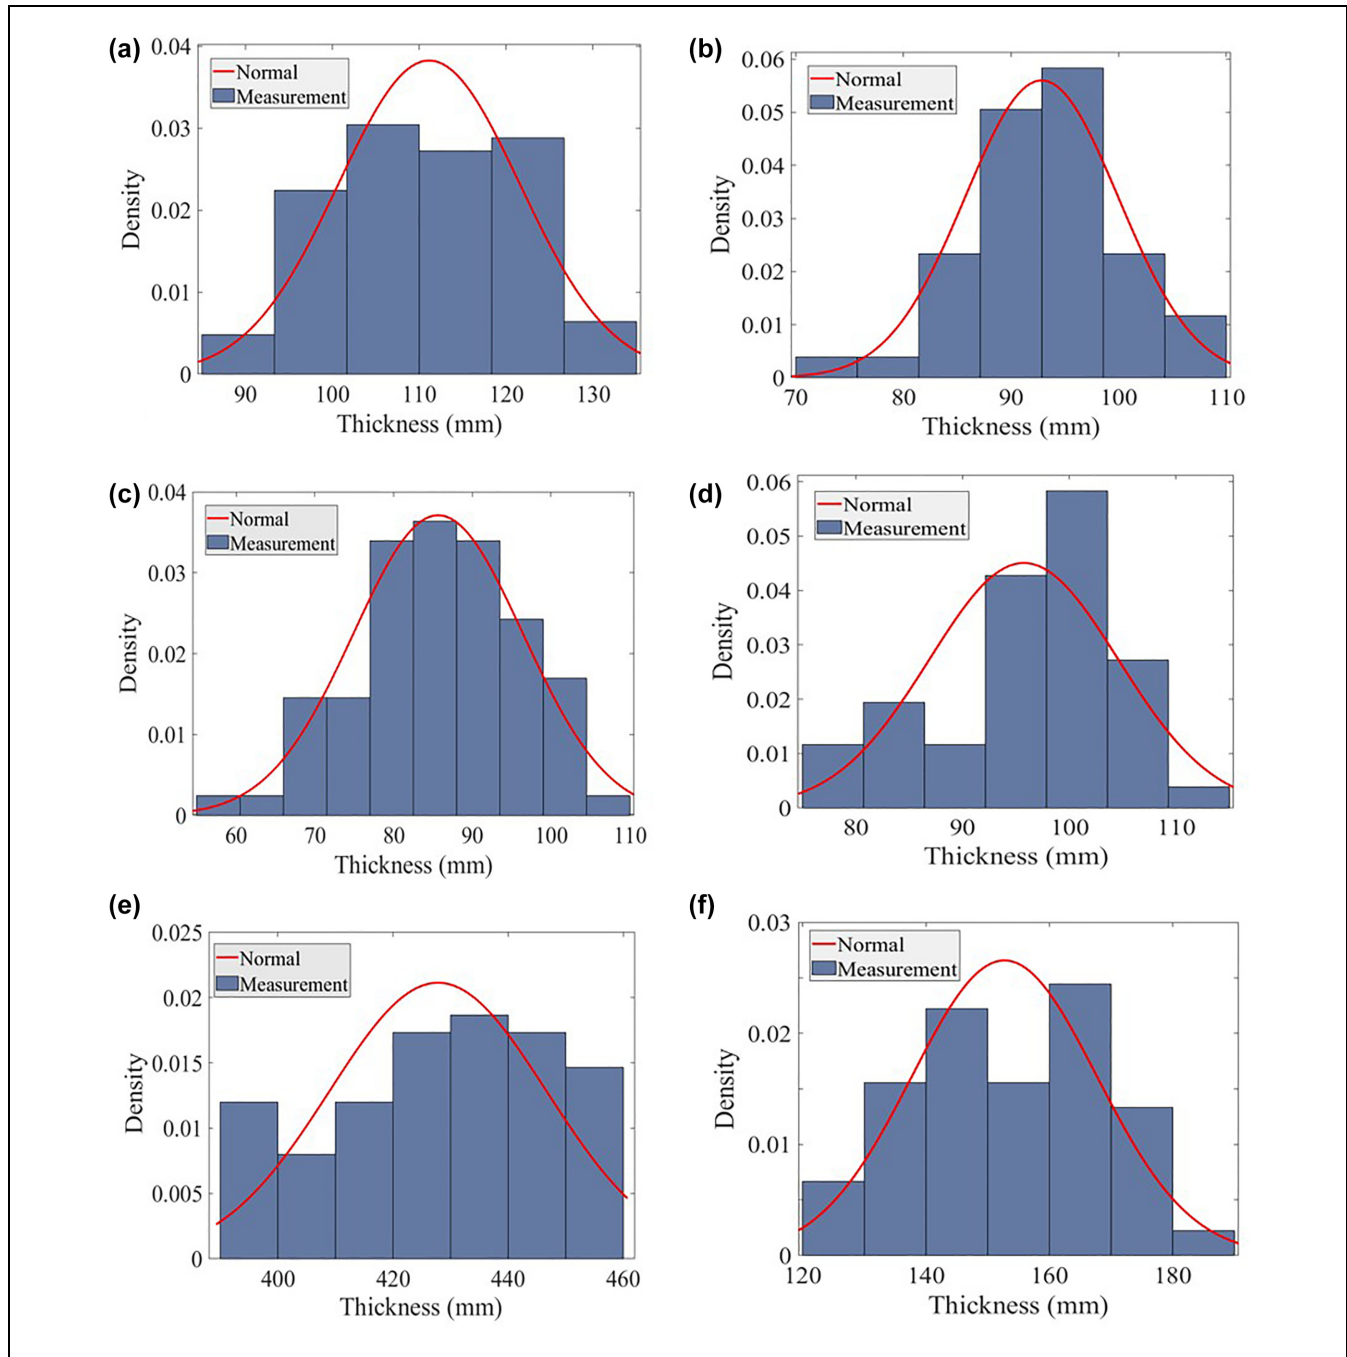 (a)
0.04
0.03
0.02
0.01
0
Density
Normal
Measurement
90 100 110 120 130
Thickness (mm)
(b)
0.06
0.05
0.04
0.03
0.02
0.01
0
Density
Normal
Measurement
70 80 90 100 110
Thickness (mm)
(c)
0.04
0.03
0.02
0.01
0
Density
Normal
Measurement
60 70 80 90 100 110
Thickness (mm)
(d)
0.06
0.05
0.04
0.03
0.02
0.01
0
Density
Normal
Measurement
80 90 100 110
Thickness (mm)
(e)
0.025
0.02
0.015
0.01
0.005
0
Density
Normal
Measurement
400 420 440 460
Thickness (mm)
(f)
0.03
0.02
0.01
0
Density
Normal
Measurement
120 140 160 180
Thickness (mm)